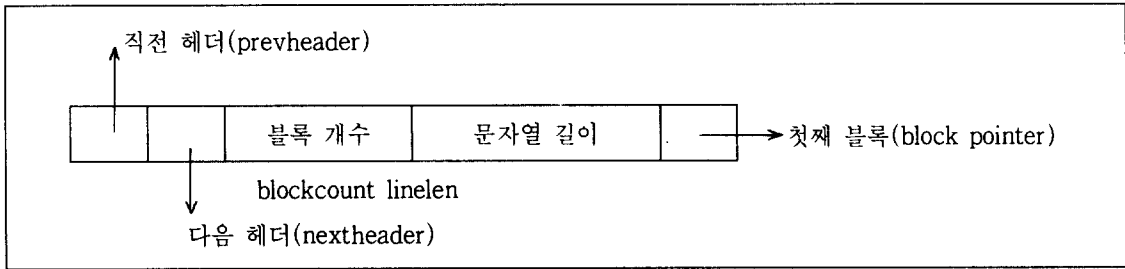 직전 헤더(prevheader)
블록 개수
문자열 길이
첫째 블록(block pointer)
blockcount linelen
다음 헤더(nextheader)